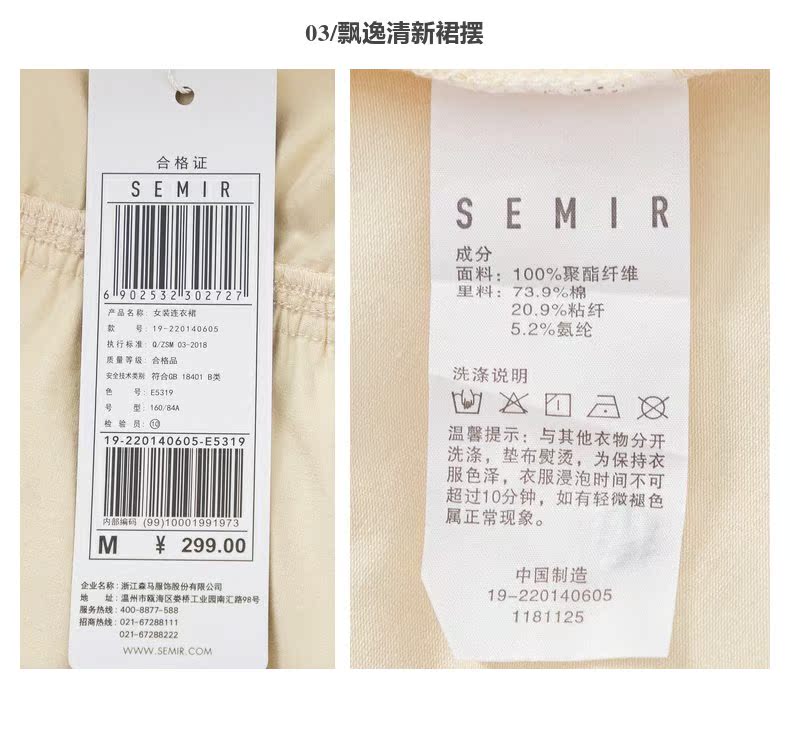 03/飘逸清新裙摆
合格证
SEMIR
6 902532 302727
产品名称: 女装连衣裙
款 号: 19-220140605
执行标准: Q/ZSM 03-2018
质量等级: 合格品
安全技术类别 符合GB 18401 B类
色 号: E5319
号 型: 160/84A
检 验 员: ⑩
19-220140605-E5319
内部编码 (99)10001991973
M ¥ 299.00
企业名称: 浙江森马服饰股份有限公司
地 址: 温州市瓯海区娄桥工业园南汇路98号
服务热线: 400-8877-588
招商热线: 021-67288111
021-67288222
WWW.SEMIR.COM
SEMIR
成分
面料: 100%聚酯纤维
里料: 73.9%棉
20.9%粘纤
5.2%氨纶
洗涤说明
温馨提示: 与其他衣物分开
洗涤, 垫布熨烫, 为保持衣
服色泽, 衣服浸泡时间不可
超过10分钟, 如有轻微褪色
属正常现象。
中国制造
19-220140605
1181125